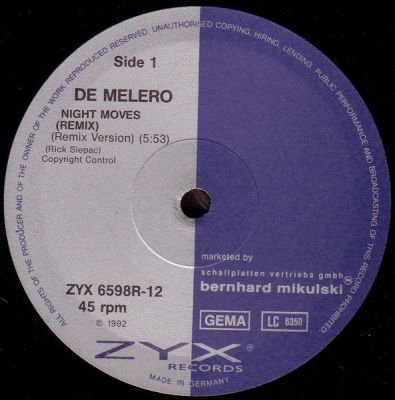 ALL RIGHTS OF THE PRODUCER AND OF THE OWNER OF THE WORK REPRODUCED RESERVED. UNAUTHORISED COPYING, HIRING, LENDING, PUBLIC PERFORMANCE AND BROADCASTING OF THIS RECORD PROHIBITED.
Side 1
DE MELERO
NIGHT MOVES
(REMIX)
(Remix Version) (5:53)
(Rick Siepac)
Copyright Control
marketed by
schallplatten vertriebs gmbh
bernhard mikulski
ZYX 6598R-12
45 rpm
℗ 1992
GEMA
LC 6350
ZYX®
RECORDS
MADE IN GERMANY